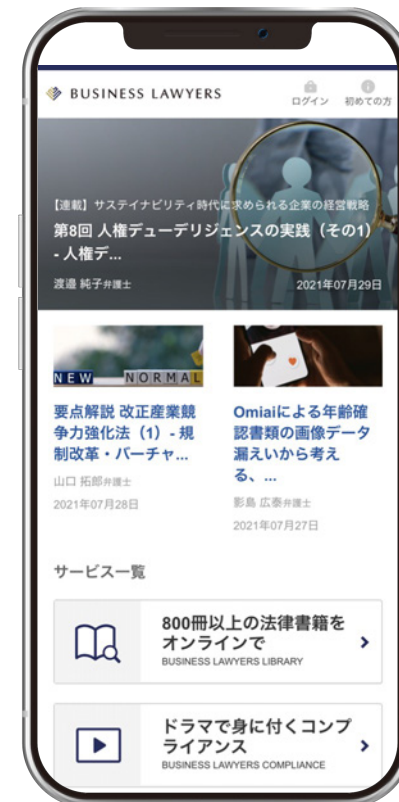 BUSINESS LAWYERS
ログイン
初めての方
【連載】サステイナビリティ時代に求められる企業の経営戦略
第8回 人権デューデリジェンスの実践（その1）
- 人権デ...
渡邉 純子弁護士
2021年07月29日
NEW NORMAL
要点解説 改正産業競
争力強化法（1）- 規
制改革・バーチャ...
山口 拓郎弁護士
2021年07月28日
Omiaiによる年齢確
認書類の画像データ
漏えいから考え
る、...
影島 広泰弁護士
2021年07月27日
サービス一覧
800冊以上の法律書籍を
オンラインで
BUSINESS LAWYERS LIBRARY
ドラマで身に付くコンプ
ライアンス
BUSINESS LAWYERS COMPLIANCE